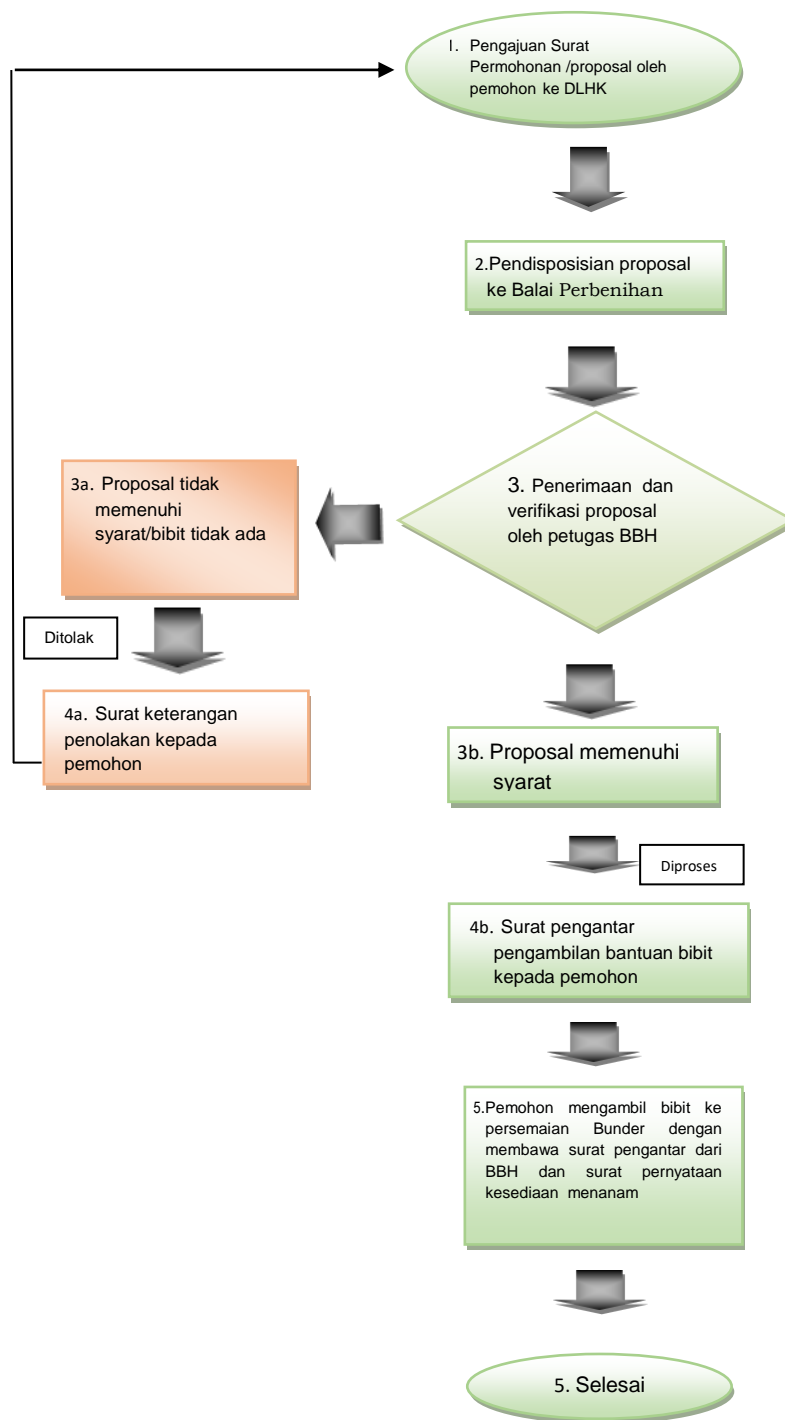 1. Pengajuan Surat
Permohonan /proposal oleh
pemohon ke DLHK
2.Pendisposisian proposal
ke Balai Perbenihan
3. Penerimaan dan
verifikasi proposal
oleh petugas BBH
3a. Proposal tidak
memenuhi
syarat/bibit tidak ada
Ditolak
4a. Surat keterangan
penolakan kepada
pemohon
3b. Proposal memenuhi
syarat
Diproses
4b. Surat pengantar
pengambilan bantuan bibit
kepada pemohon
5.Pemohon mengambil bibit ke
persemaian Bunder dengan
membawa surat pengantar dari
BBH dan surat pernyataan
kesediaan menanam
5. Selesai